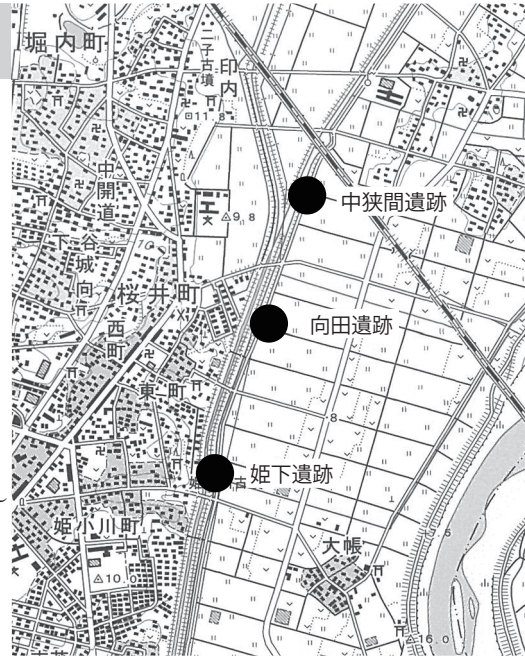 堀内町
二子古墳
印内
11.8
中開道
中狭間遺跡
9.8
下谷
城向
桜井町
西町
向田遺跡
東町
8
姫下遺跡
姫小川町
10.0
大帳
16.0